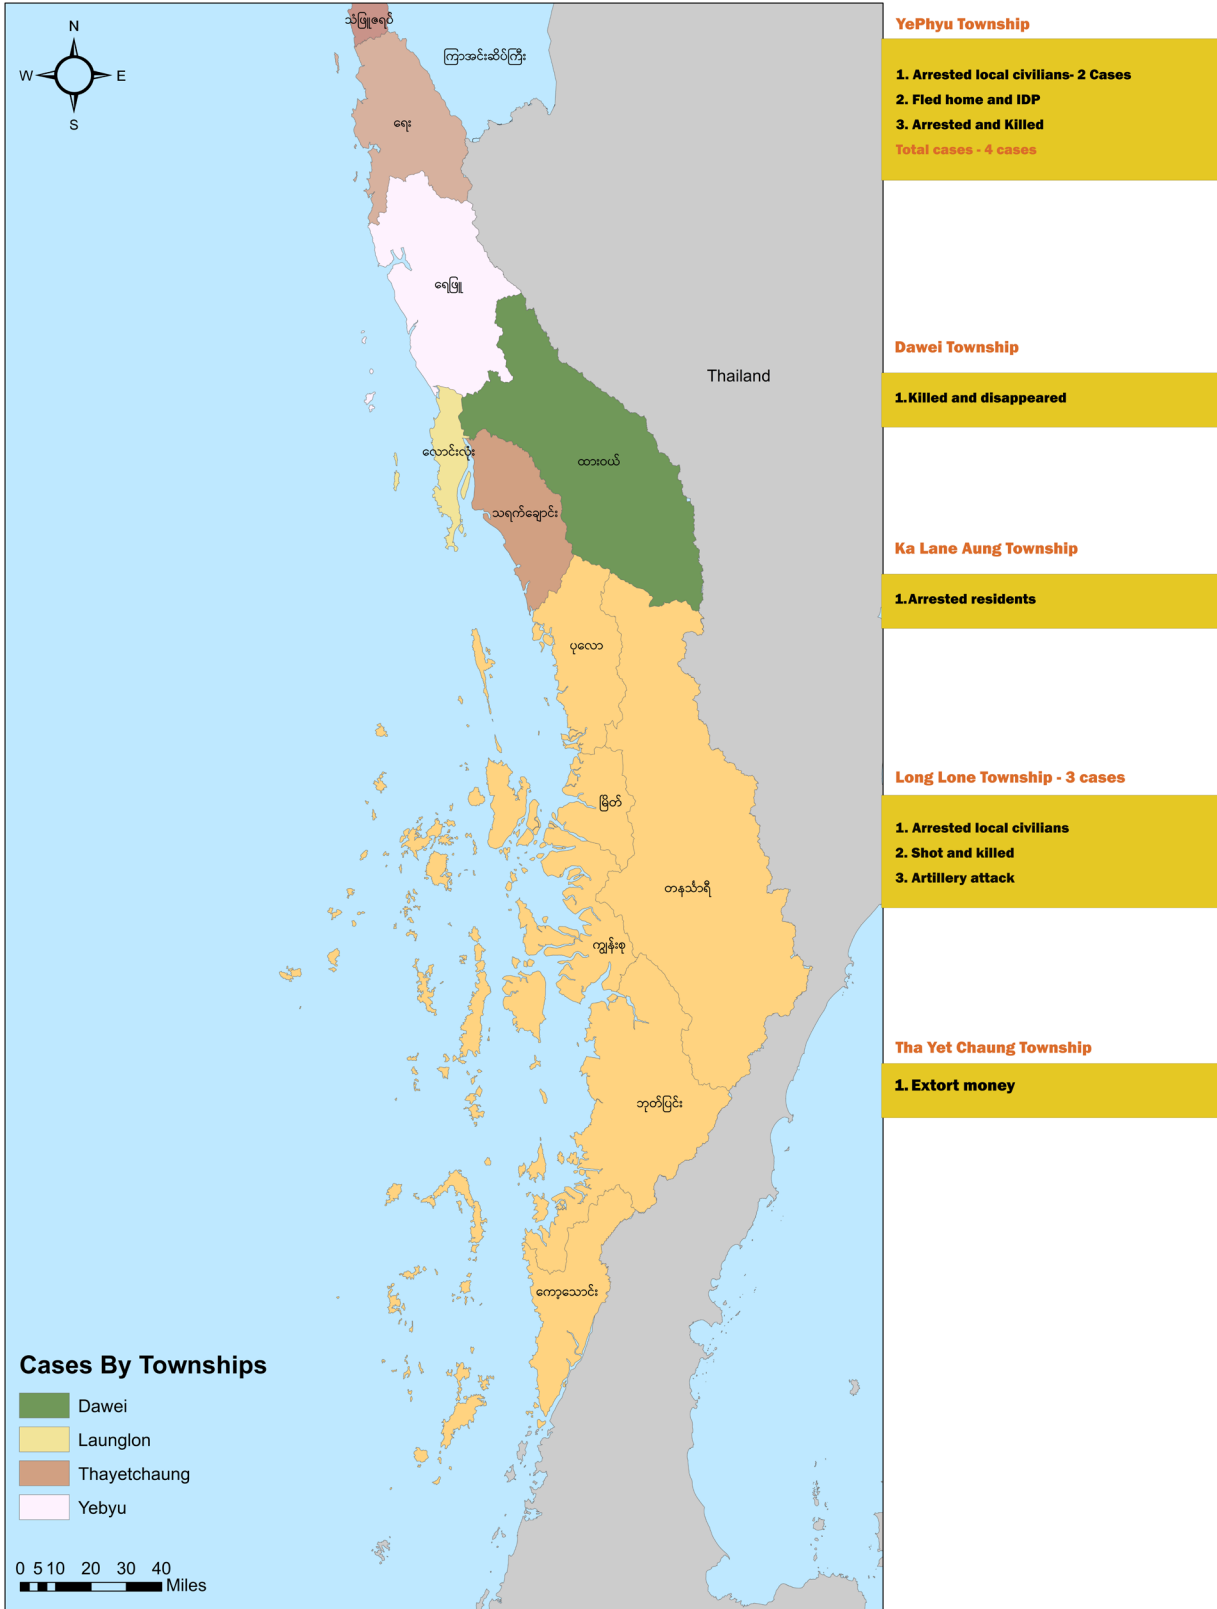 N
W
E
S
သံဖြူဇရပ်
ကြာအင်းဆိပ်ကြီး
ရေး
ရေဖြူ
Thailand
လောင်းလုံး
ထားဝယ်
သရက်ချောင်း
ပုလော
မြိတ်
တနင်္သာရီ
ကျွန်းစု
ဘုတ်ပြင်း
ကော့သောင်း
Cases By Townships
Dawei
Launglon
Thayetchaung
Yebyu
0 5 10 20 30 40
Miles
YePhyu Township
1. Arrested local civilians- 2 Cases
2. Fled home and IDP
3. Arrested and Killed
Total cases - 4 cases
Dawei Township
1.Killed and disappeared
Ka Lane Aung Township
1.Arrested residents
Long Lone Township - 3 cases
1. Arrested local civilians
2. Shot and killed
3. Artillery attack
Tha Yet Chaung Township
1. Extort money